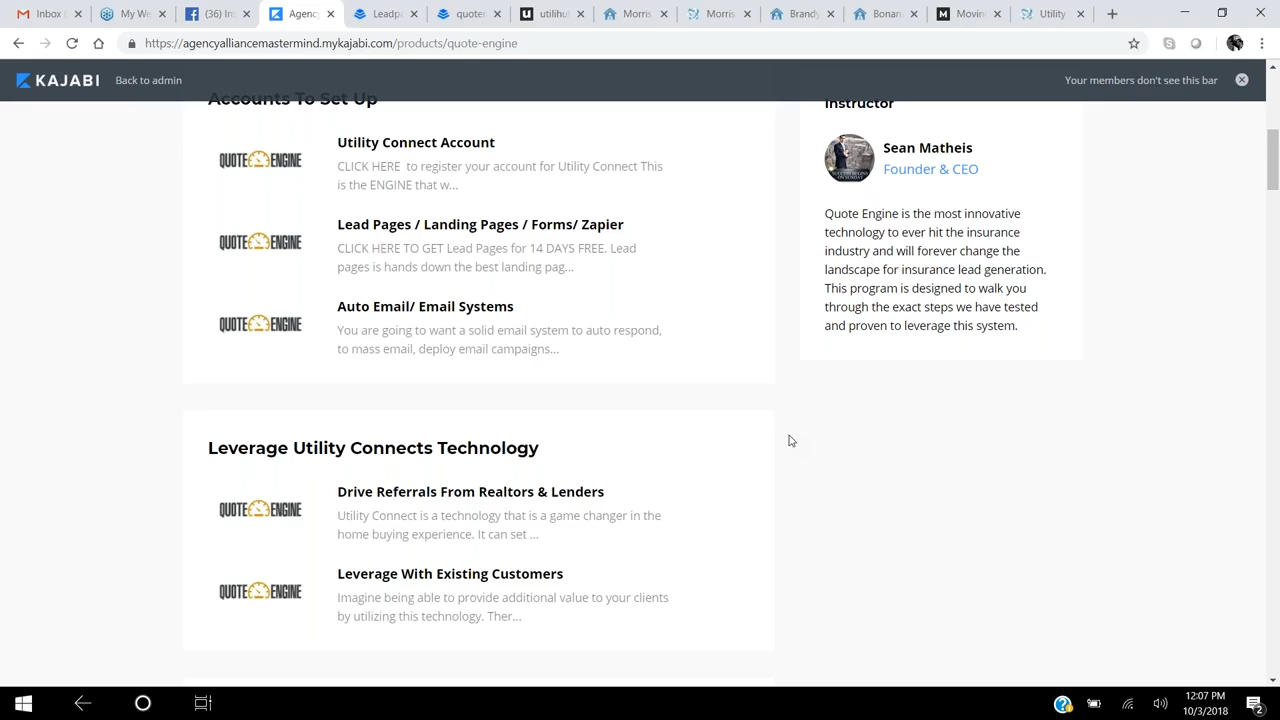 Inbox (
My We
(36) In
Agency
Leadp
quoter
utilihub
Morris
Morris
Brandy
Bonan
Movin
Utility
https://agencyalliancemastermind.mykajabi.com/products/quote-engine
KAJABI
Back to admin
Your members don't see this bar
Accounts To Set Up
Utility Connect Account
QUOTE ENGINE
CLICK HERE to register your account for Utility Connect This
is the ENGINE that w...
Lead Pages / Landing Pages / Forms/ Zapier
QUOTE ENGINE
CLICK HERE TO GET Lead Pages for 14 DAYS FREE. Lead
pages is hands down the best landing pag...
Auto Email/ Email Systems
QUOTE ENGINE
You are going to want a solid email system to auto respond,
to mass email, deploy email campaigns...
Instructor
Sean Matheis
Founder & CEO
Quote Engine is the most innovative
technology to ever hit the insurance
industry and will forever change the
landscape for insurance lead generation.
This program is designed to walk you
through the exact steps we have tested
and proven to leverage this system.
Leverage Utility Connects Technology
Drive Referrals From Realtors & Lenders
QUOTE ENGINE
Utility Connect is a technology that is a game changer in the
home buying experience. It can set ...
Leverage With Existing Customers
QUOTE ENGINE
Imagine being able to provide additional value to your clients
by utilizing this technology. Ther...
12:07 PM
10/3/2018
2